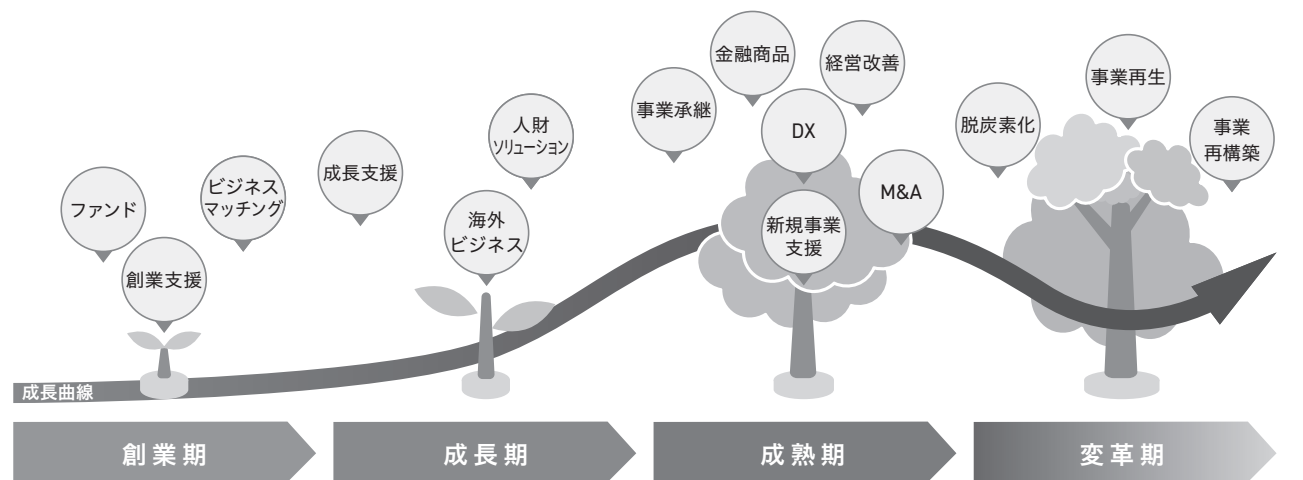 ファンド
創業支援
ビジネス
マッチング
成長支援
海外
ビジネス
人財
ソリューション
事業承継
金融商品
DX
新規事業
支援
経営改善
M&A
脱炭素化
事業再生
事業
再構築
成長曲線
創業期
成長期
成熟期
変革期